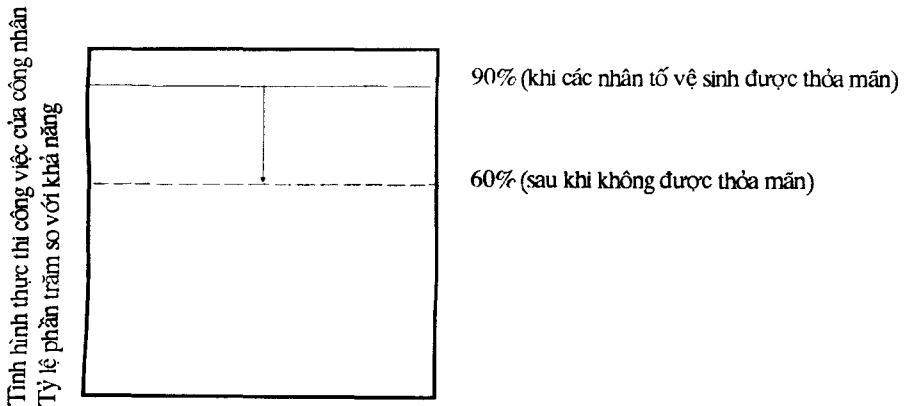 Tình hình thực thi công việc của công nhân
Tỷ lệ phần trăm so với khả năng
90% (khi các nhân tố vệ sinh được thỏa mãn)
60% (sau khi không được thỏa mãn)